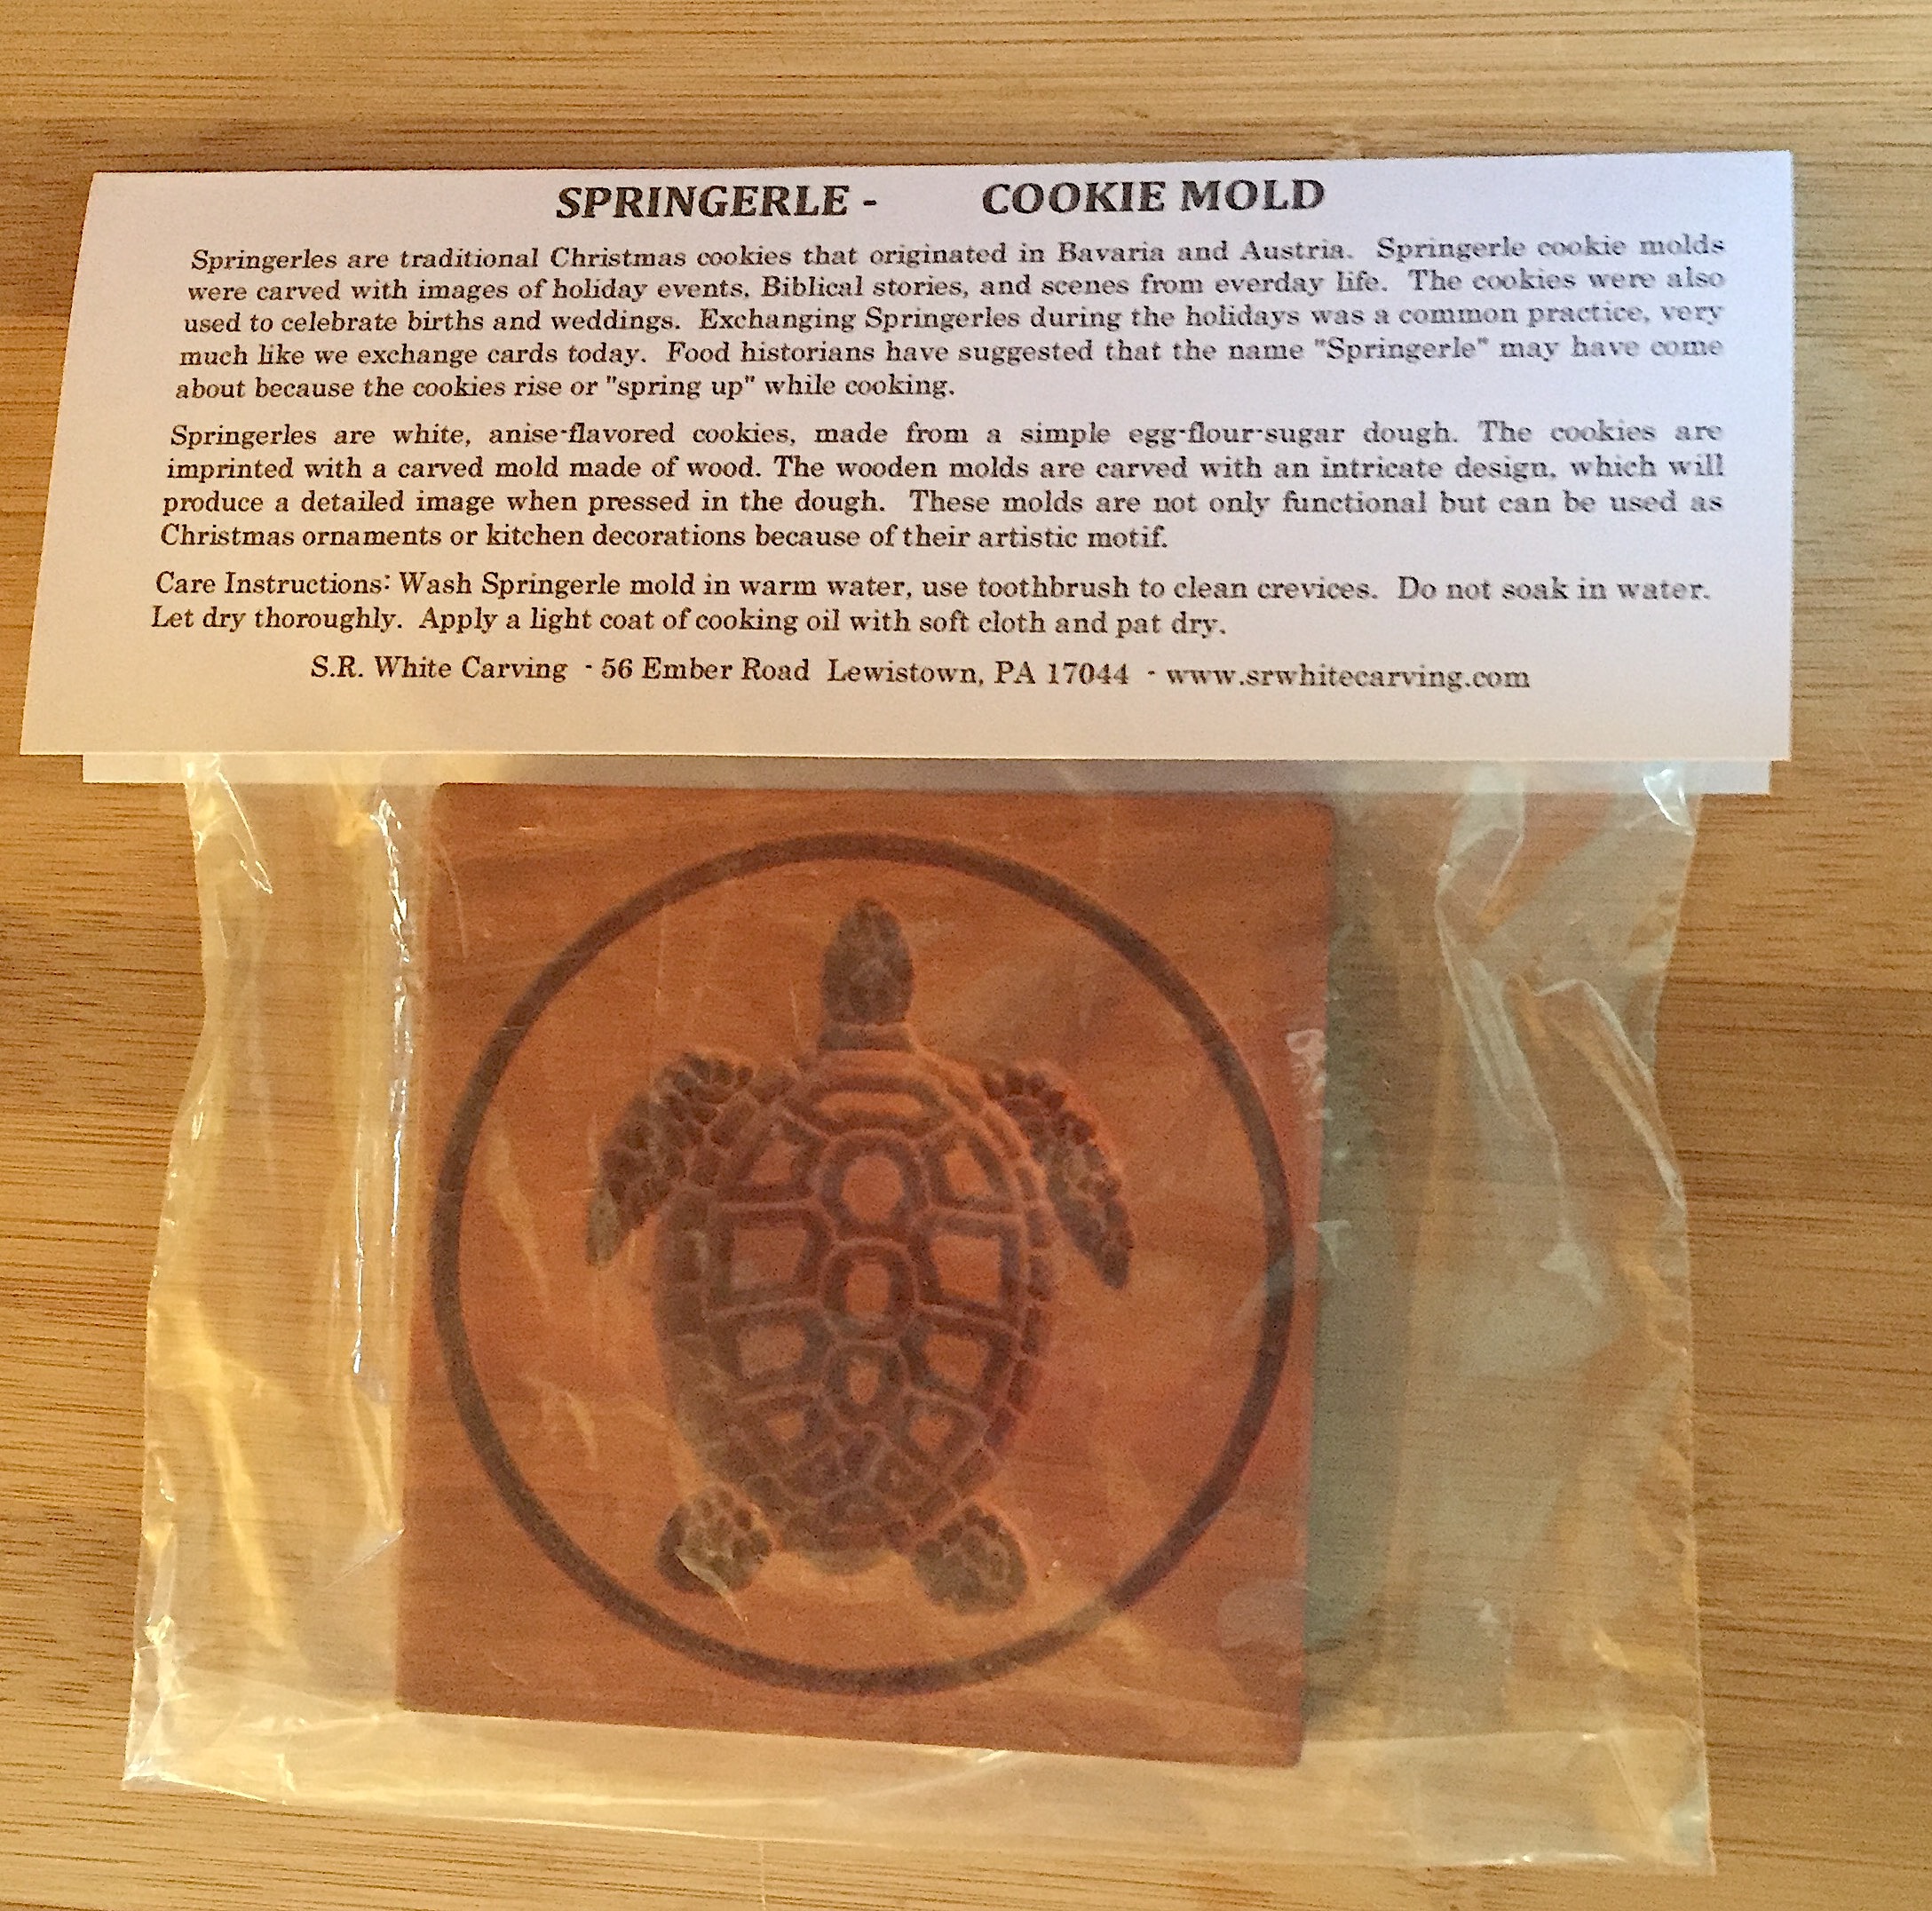 SPRINGERLE - COOKIE MOLD
Springerles are traditional Christmas cookies that originated in Bavaria and Austria. Springerle cookie molds
were carved with images of holiday events, Biblical stories, and scenes from everday life. The cookies were also
used to celebrate births and weddings. Exchanging Springerles during the holidays was a common practice, very
much like we exchange cards today. Food historians have suggested that the name "Springerle" may have come
about because the cookies rise or "spring up" while cooking.
Springerles are white, anise-flavored cookies, made from a simple egg-flour-sugar dough. The cookies are
imprinted with a carved mold made of wood. The wooden molds are carved with an intricate design, which will
produce a detailed image when pressed in the dough. These molds are not only functional but can be used as
Christmas ornaments or kitchen decorations because of their artistic motif.
Care Instructions: Wash Springerle mold in warm water, use toothbrush to clean crevices. Do not soak in water.
Let dry thoroughly. Apply a light coat of cooking oil with soft cloth and pat dry.
S.R. White Carving - 56 Ember Road Lewistown, PA 17044 - www.srwhitecarving.com